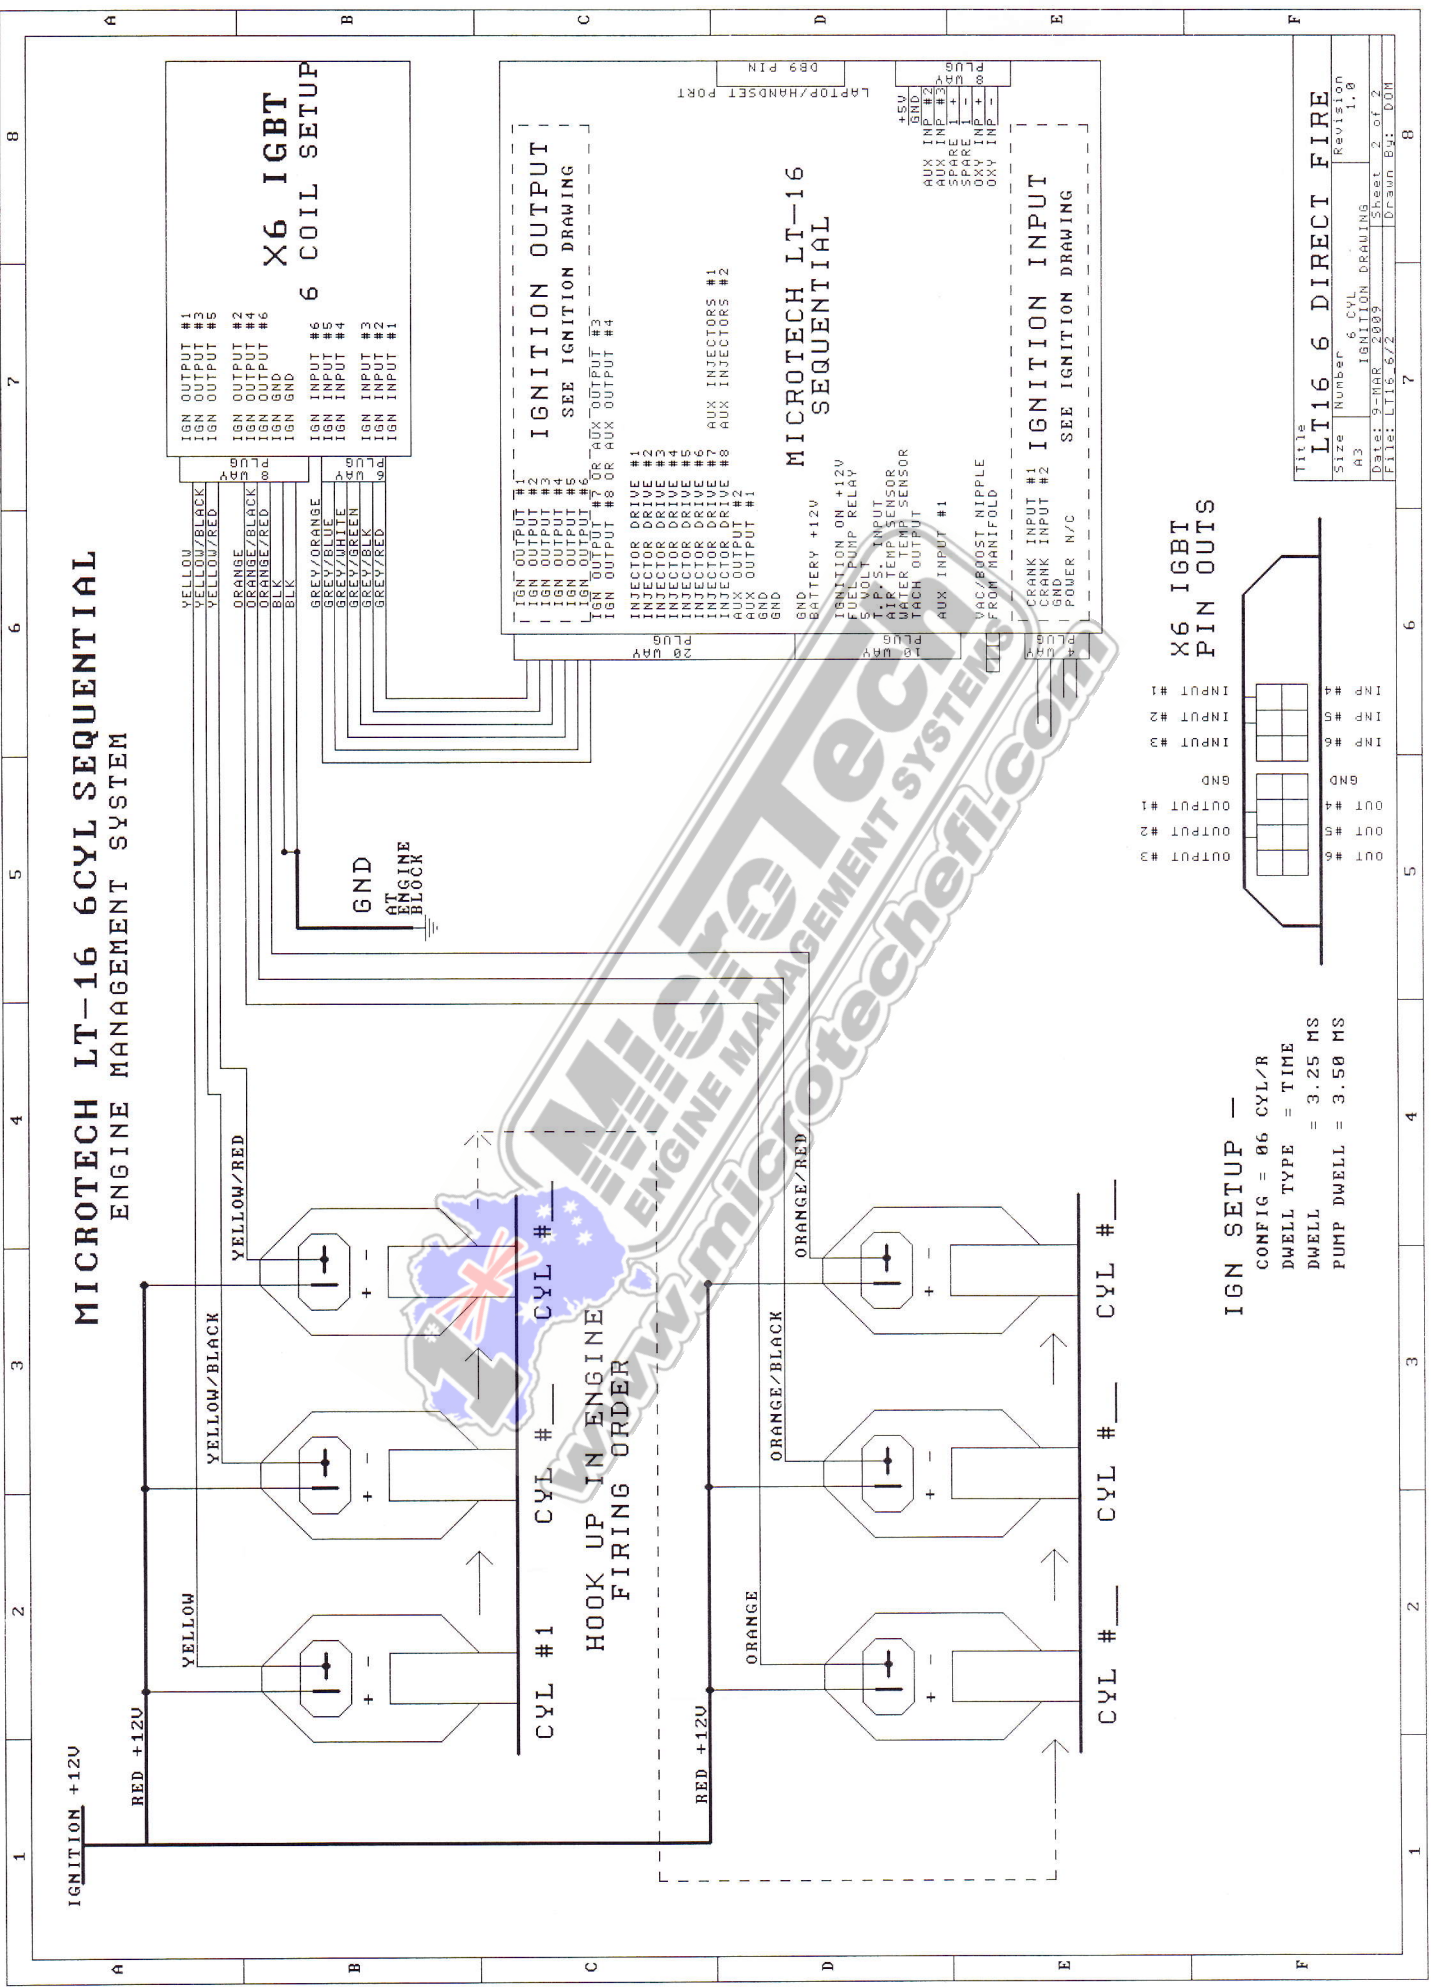 MICROTECH LT-16 6CYL SEQUENTIAL
ENGINE MANAGEMENT SYSTEM
1 2 3 4 5 6 7 8
A B C D E F
IGNITION +12V
RED +12V
YELLOW
YELLOW/BLACK
YELLOW/RED
+ -
+ -
+ -
CYL #1
CYL #__
CYL #__
HOOK UP IN ENGINE
FIRING ORDER
RED +12V
ORANGE
ORANGE/BLACK
ORANGE/RED
+ -
+ -
+ -
CYL #__
CYL #__
CYL #__
GND
AT
ENGINE
BLOCK
YELLOW
YELLOW/BLACK
YELLOW/RED
ORANGE
ORANGE/BLACK
ORANGE/RED
BLK
BLK
GREY/ORANGE
GREY/BLUE
GREY/WHITE
GREY/GREEN
GREY/BLK
GREY/RED
8 WAY
PLUG
6 WAY
PLUG
IGN OUTPUT #1
IGN OUTPUT #3
IGN OUTPUT #5
IGN OUTPUT #2
IGN OUTPUT #4
IGN OUTPUT #6
IGN GND
IGN GND
IGN INPUT #6
IGN INPUT #5
IGN INPUT #4
IGN INPUT #3
IGN INPUT #2
IGN INPUT #1
X6 IGBT
6 COIL SETUP
20 WAY
PLUG
10 WAY
PLUG
4 WAY
PLUG
IGN OUTPUT #1
IGN OUTPUT #2
IGN OUTPUT #3
IGN OUTPUT #4
IGN OUTPUT #5
IGN OUTPUT #6
IGN OUTPUT #7 OR AUX OUTPUT #3
IGN OUTPUT #8 OR AUX OUTPUT #4
INJECTOR DRIVE #1
INJECTOR DRIVE #2
INJECTOR DRIVE #3
INJECTOR DRIVE #4
INJECTOR DRIVE #5
INJECTOR DRIVE #6
INJECTOR DRIVE #7 AUX INJECTORS #1
INJECTOR DRIVE #8 AUX INJECTORS #2
AUX OUTPUT #2
AUX OUTPUT #1
GND
GND
GND
BATTERY +12V
IGNITION ON +12V
FUEL PUMP RELAY
5 VOLT
T.P.S. INPUT
AIR TEMP SENSOR
WATER TEMP SENSOR
TACH OUTPUT
AUX INPUT #1
VAC/BOOST NIPPLE
FROM MANIFOLD
CRANK INPUT #1
CRANK INPUT #2
GND
POWER N/C
IGNITION OUTPUT
SEE IGNITION DRAWING
MICROTECH LT-16
SEQUENTIAL
IGNITION INPUT
SEE IGNITION DRAWING
LAPTOP/HANDSET PORT
DB9 PIN
8 WAY
PLUG
+5V
GND
AUX INP #2
AUX INP #3
SPARE 1 +
SPARE 1 -
OXY INP +
OXY INP -
X6 IGBT
PIN OUTS
OUTPUT #3
OUTPUT #2
OUTPUT #1
GND
INPUT #3
INPUT #2
INPUT #1
OUT #6
OUT #5
OUT #4
GND
INP #6
INP #5
INP #4
IGN SETUP -
CONFIG = 06 CYL/R
DWELL TYPE = TIME
DWELL = 3.25 MS
PUMP DWELL = 3.50 MS
Title
LT16 6 DIRECT FIRE
Size Number Revision
A3 6 CYL IGNITION DRAWING 1.0
Date: 9-MAR 2009 Sheet 2 of 2
File: LT16_6/2 Drawn By: DOM
1 MicroTech
ENGINE MANAGEMENT SYSTEMS
www.microtechefi.com
A B C D E F
1 2 3 4 5 6 7 8